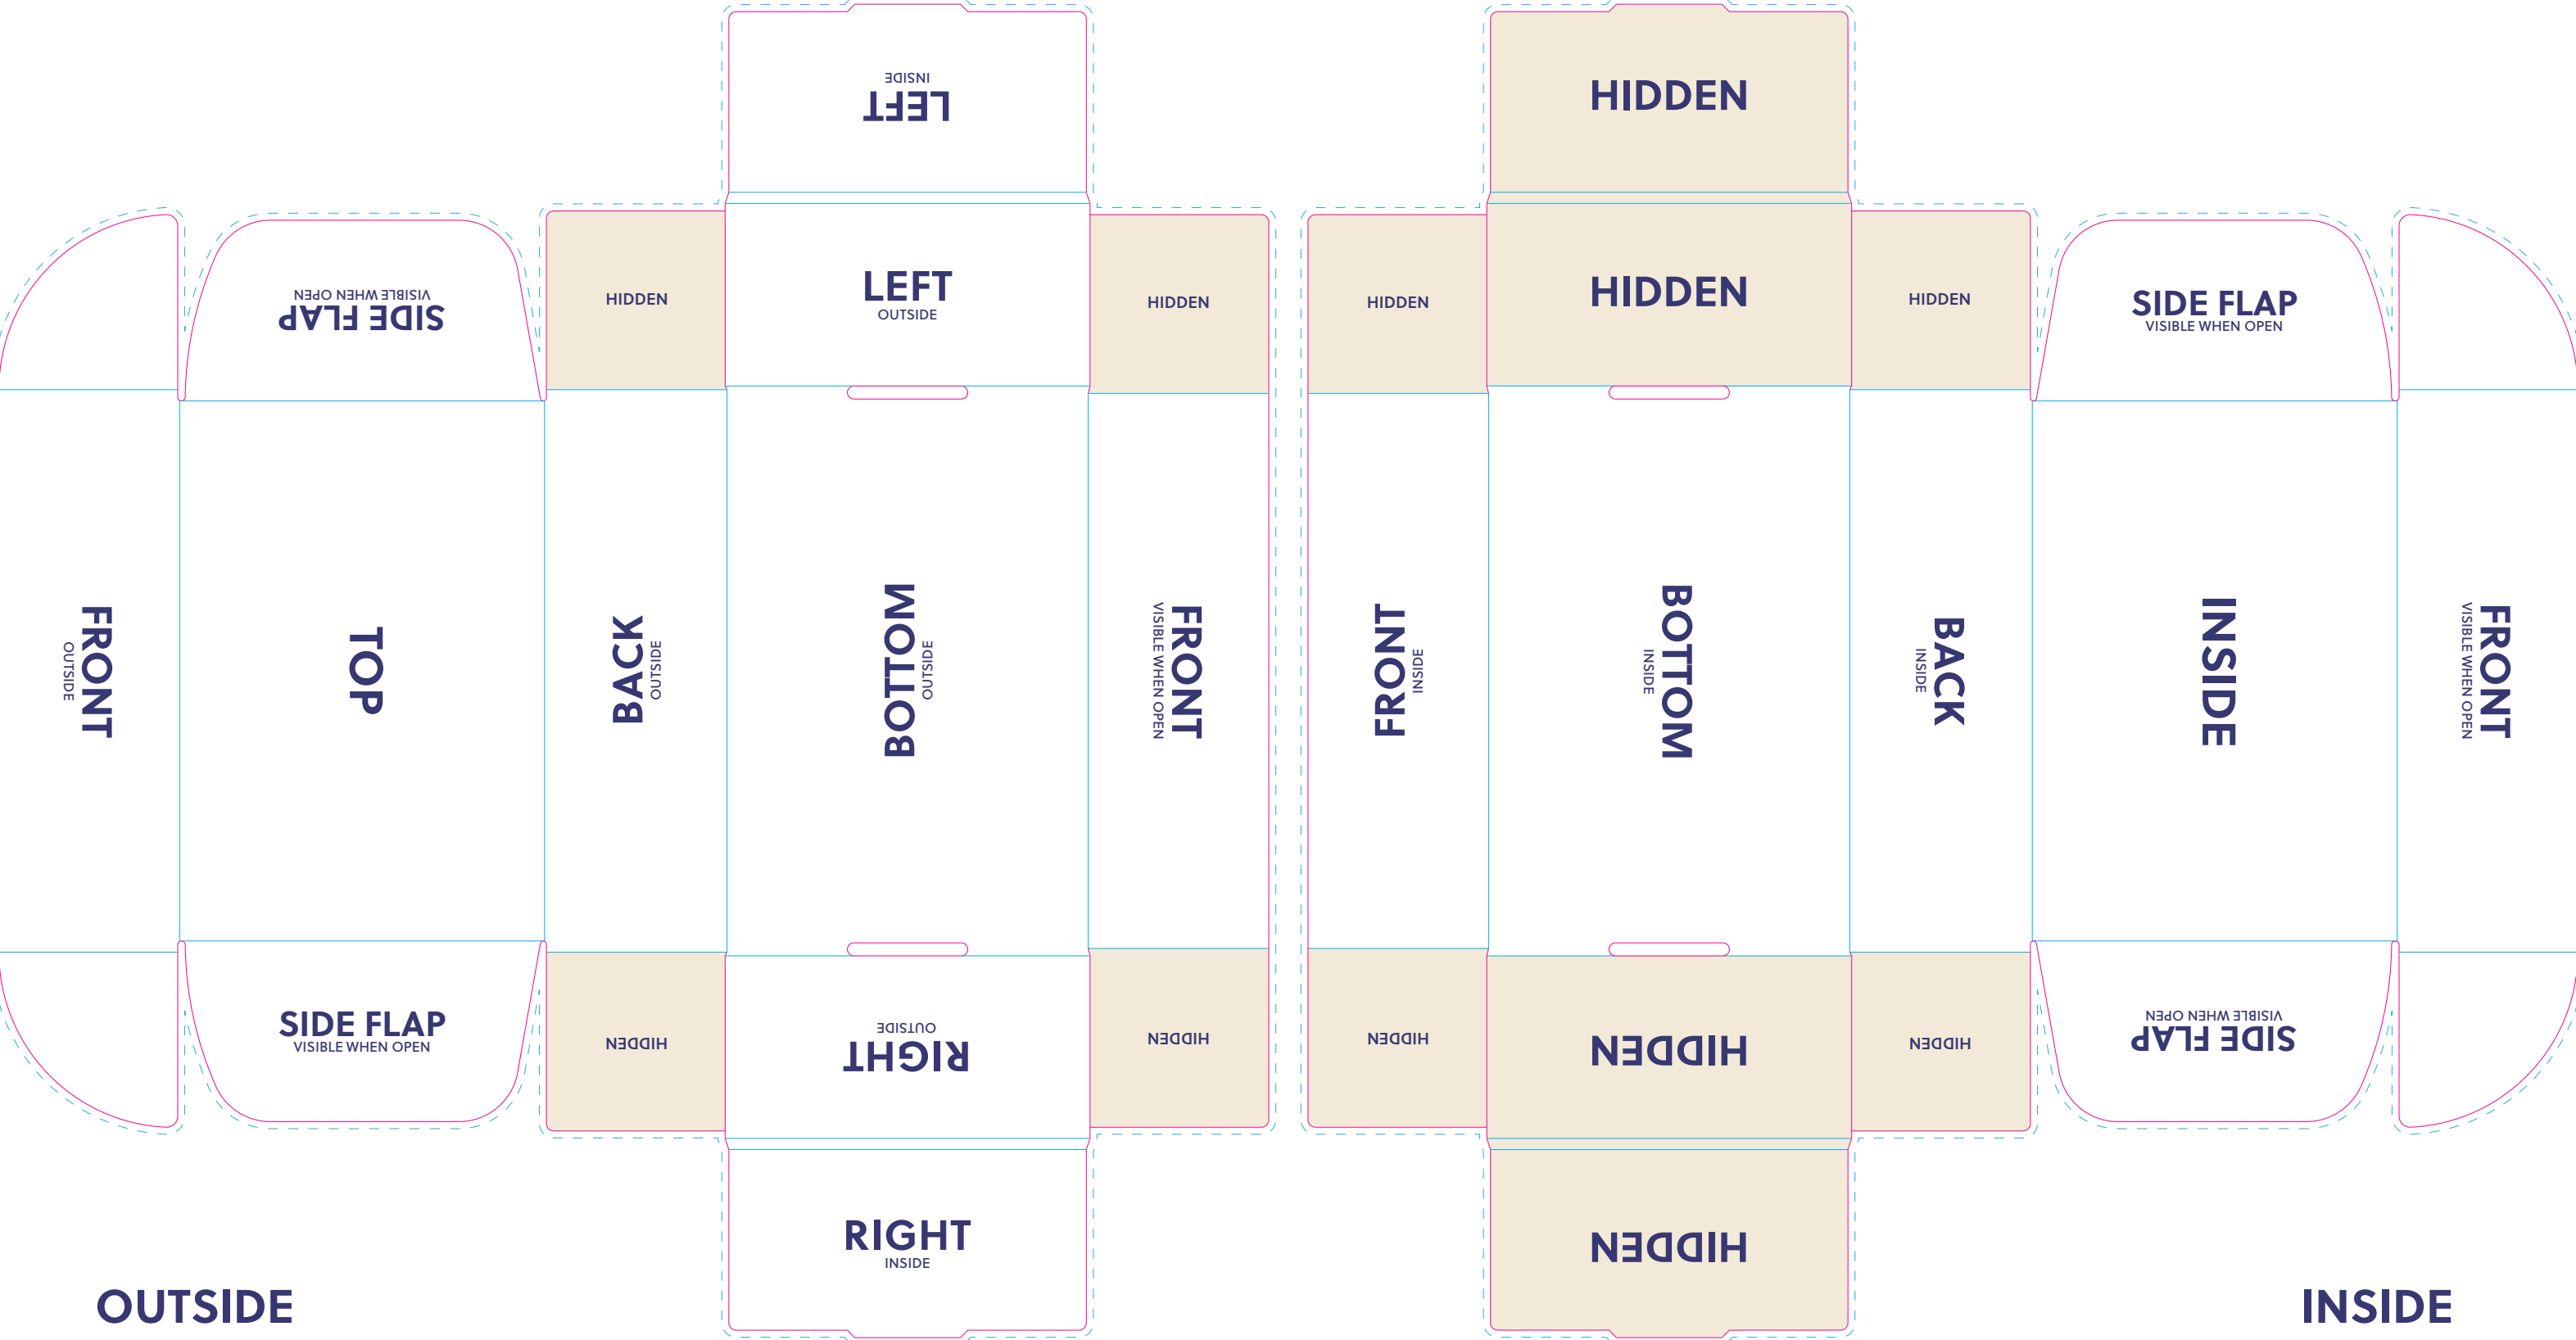 LEFT
INSIDE
HIDDEN
SIDE FLAP
VISIBLE WHEN OPEN
HIDDEN
LEFT
OUTSIDE
HIDDEN
HIDDEN
HIDDEN
HIDDEN
SIDE FLAP
VISIBLE WHEN OPEN
FRONT
OUTSIDE
TOP
BACK
OUTSIDE
BOTTOM
OUTSIDE
FRONT
VISIBLE WHEN OPEN
FRONT
INSIDE
BOTTOM
INSIDE
BACK
INSIDE
INSIDE
FRONT
VISIBLE WHEN OPEN
SIDE FLAP
VISIBLE WHEN OPEN
HIDDEN
RIGHT
OUTSIDE
HIDDEN
HIDDEN
HIDDEN
HIDDEN
SIDE FLAP
VISIBLE WHEN OPEN
RIGHT
INSIDE
HIDDEN
OUTSIDE
INSIDE